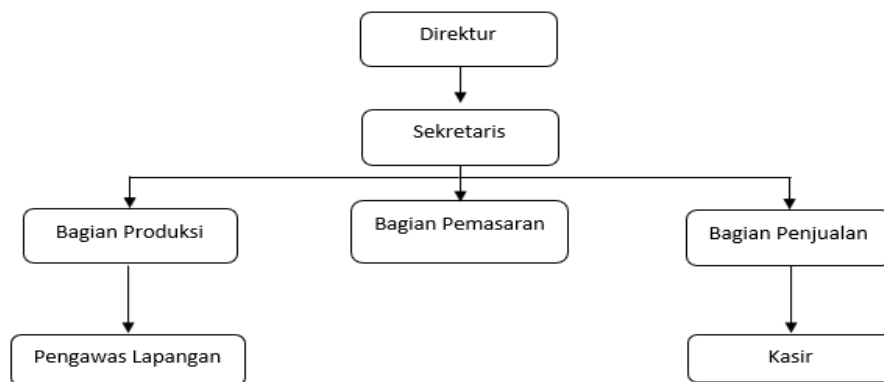 Direktur
Sekretaris
Bagian Produksi
Bagian Pemasaran
Bagian Penjualan
Pengawas Lapangan
Kasir